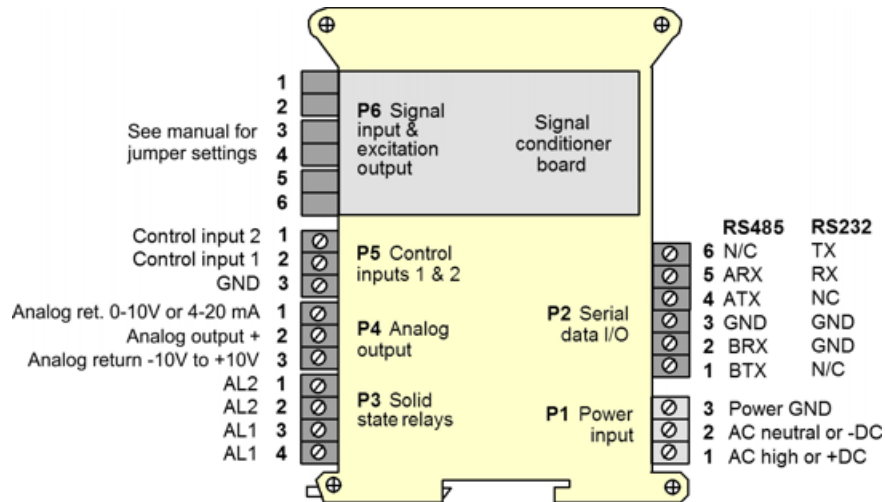 1
2
See manual for
3
jumper settings
4
5
6
P6 Signal
input &
excitation
output
Signal
conditioner
board
Control input 2 1
Control input 1 2
GND 3
P5 Control
inputs 1 & 2
Analog ret. 0-10V or 4-20 mA 1
Analog output + 2
Analog return -10V to +10V 3
P4 Analog
output
AL2 1
AL2 2
AL1 3
AL1 4
P3 Solid
state relays
P2 Serial
data I/O
RS485 RS232
6 N/C TX
5 ARX RX
4 ATX NC
3 GND GND
2 BRX GND
1 BTX N/C
P1 Power
input
3 Power GND
2 AC neutral or -DC
1 AC high or +DC